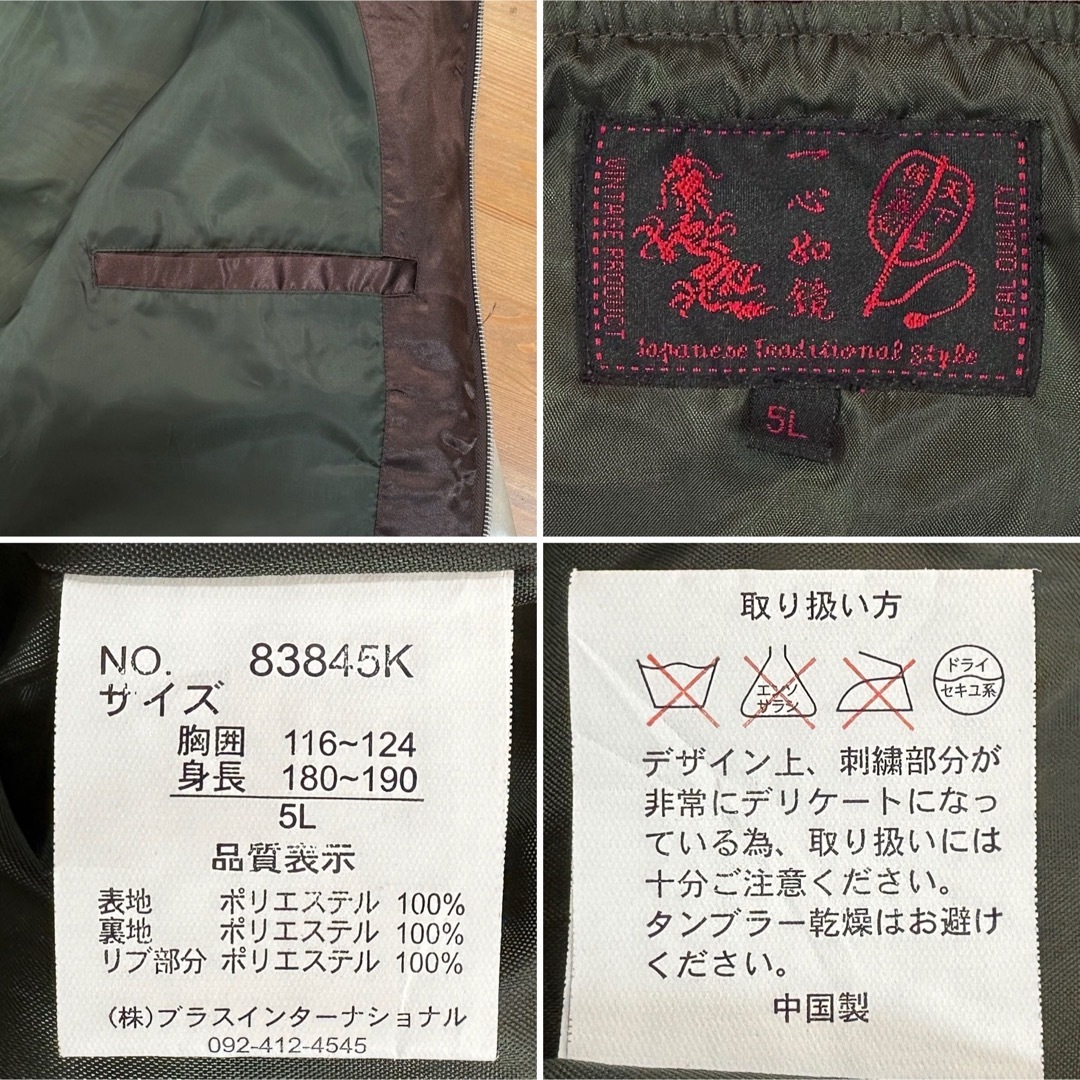 VINTAGE PRODUCT
一心如鏡
REAL QUALITY
Japanese Traditional Style
5L
NO. 83845K
サイズ
胸囲 116~124
身長 180~190
5L
品質表示
表地 ポリエステル 100%
裏地 ポリエステル 100%
リブ部分 ポリエステル 100%
(株)ブラスインターナショナル
092-412-4545
取り扱い方
エンソ
サラシ
ドライ
セキユ系
デザイン上、刺繍部分が
非常にデリケートになっ
ている為、取り扱いには
十分ご注意ください。
タンブラー乾燥はお避け
ください。
中国製